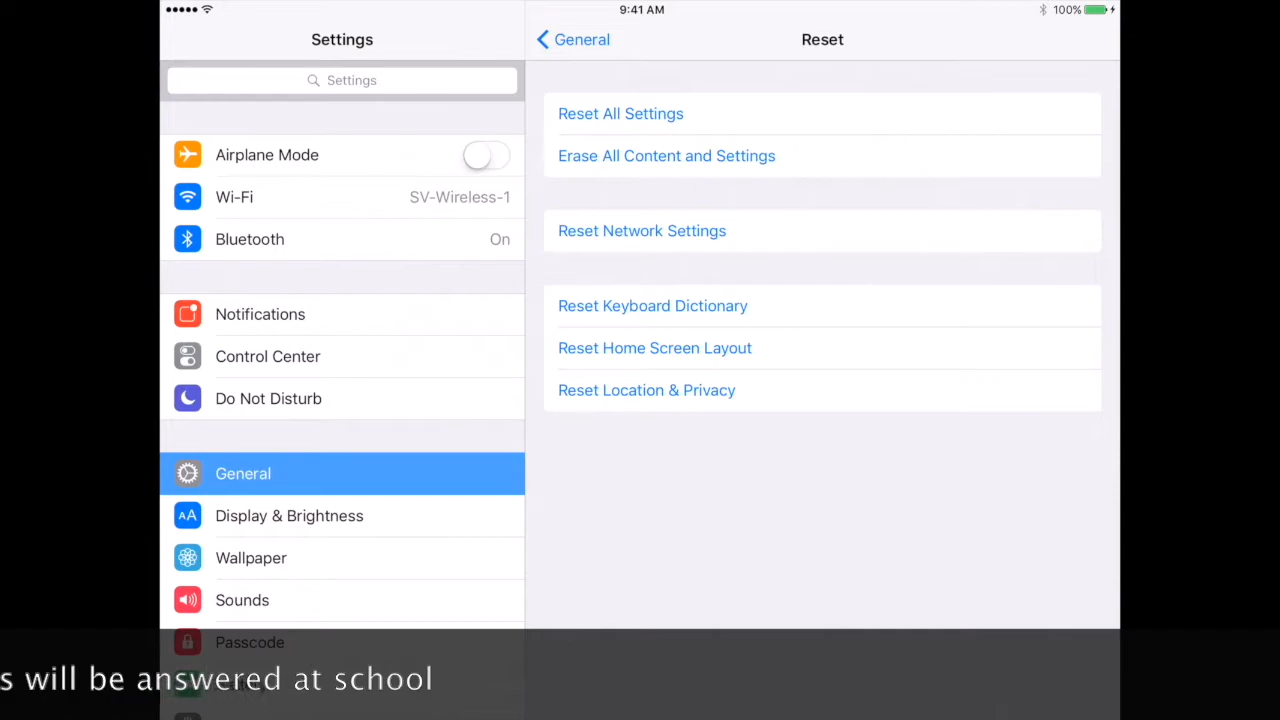 9:41 AM
100%
Settings
Settings
Airplane Mode
Wi-Fi
SV-Wireless-1
Bluetooth
On
Notifications
Control Center
Do Not Disturb
General
Display & Brightness
Wallpaper
Sounds
Passcode
General
Reset
Reset All Settings
Erase All Content and Settings
Reset Network Settings
Reset Keyboard Dictionary
Reset Home Screen Layout
Reset Location & Privacy
s will be answered at school